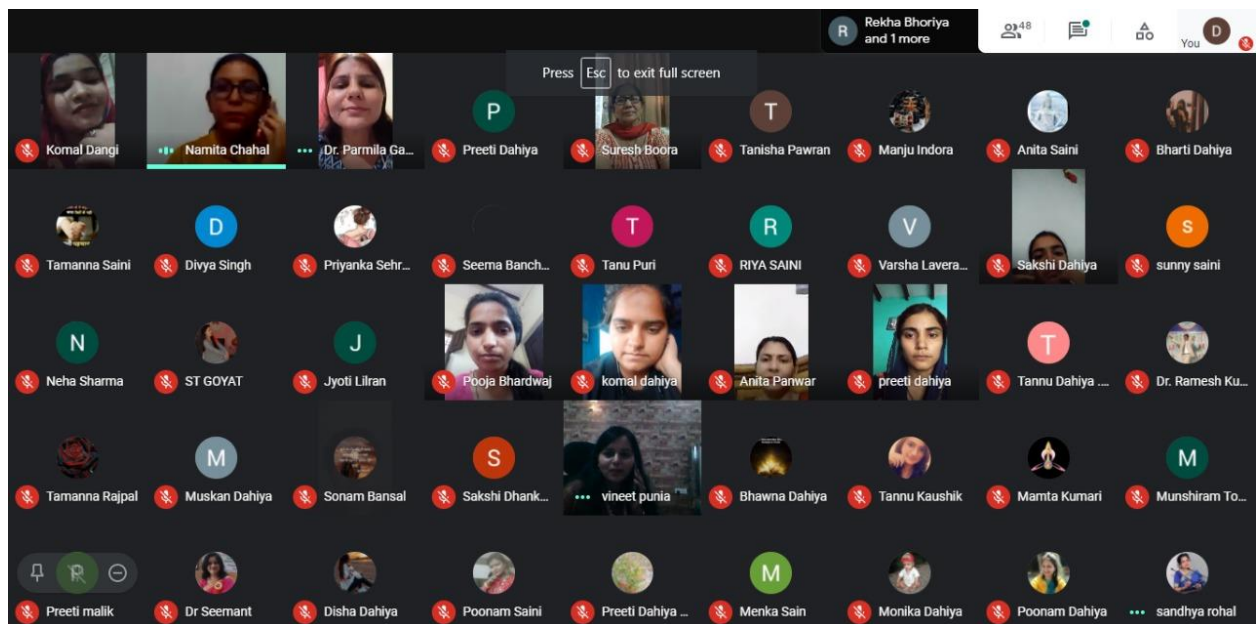 R
Rekha Bhoriya
and 1 more
48
You
D
Press Esc to exit full screen
Komal Dangi
Namita Chahal
Dr. Parmila Ga...
P
Preeti Dahiya
Suresh Boora
T
Tanisha Pawran
Manju Indora
Anita Saini
Bharti Dahiya
Tamanna Saini
D
Divya Singh
Priyanka Sehr...
Seema Banch...
T
Tanu Puri
R
RIYA SAINI
V
Varsha Lavera...
Sakshi Dahiya
s
sunny saini
N
Neha Sharma
ST GOYAT
J
Jyoti Lilran
Pooja Bhardwaj
komal dahiya
Anita Panwar
preeti dahiya
T
Tannu Dahiya ....
Dr. Ramesh Ku...
Tamanna Rajpal
M
Muskan Dahiya
Sonam Bansal
S
Sakshi Dhank...
vineet punia
Bhawna Dahiya
Tannu Kaushik
Mamta Kumari
M
Munshiram To...
Preeti malik
Dr Seemant
Disha Dahiya
Poonam Saini
Preeti Dahiya ...
M
Menka Sain
Monika Dahiya
Poonam Dahiya
sandhya rohal